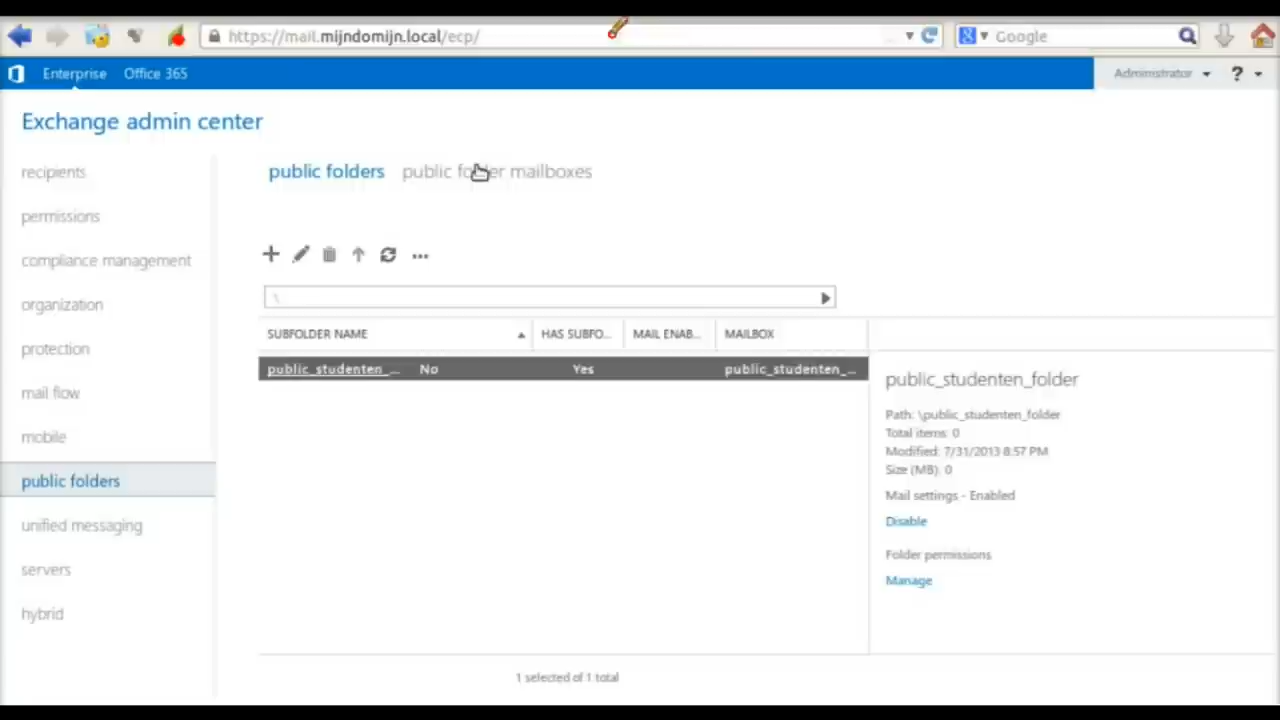 https://mail.mijndomijn.local/ecp/
Google
Enterprise Office 365
Administrator ?
Exchange admin center
recipients
permissions
compliance management
organization
protection
mail flow
mobile
public folders
unified messaging
servers
hybrid
public folders public folder mailboxes
\
SUBFOLDER NAME HAS SUBFO... MAIL ENAB... MAILBOX
public_studenten_... No Yes public_studenten_...
public_studenten_folder
Path: \public_studenten_folder
Total items: 0
Modified: 7/31/2013 8:57 PM
Size (MB): 0
Mail settings - Enabled
Disable
Folder permissions
Manage
1 selected of 1 total